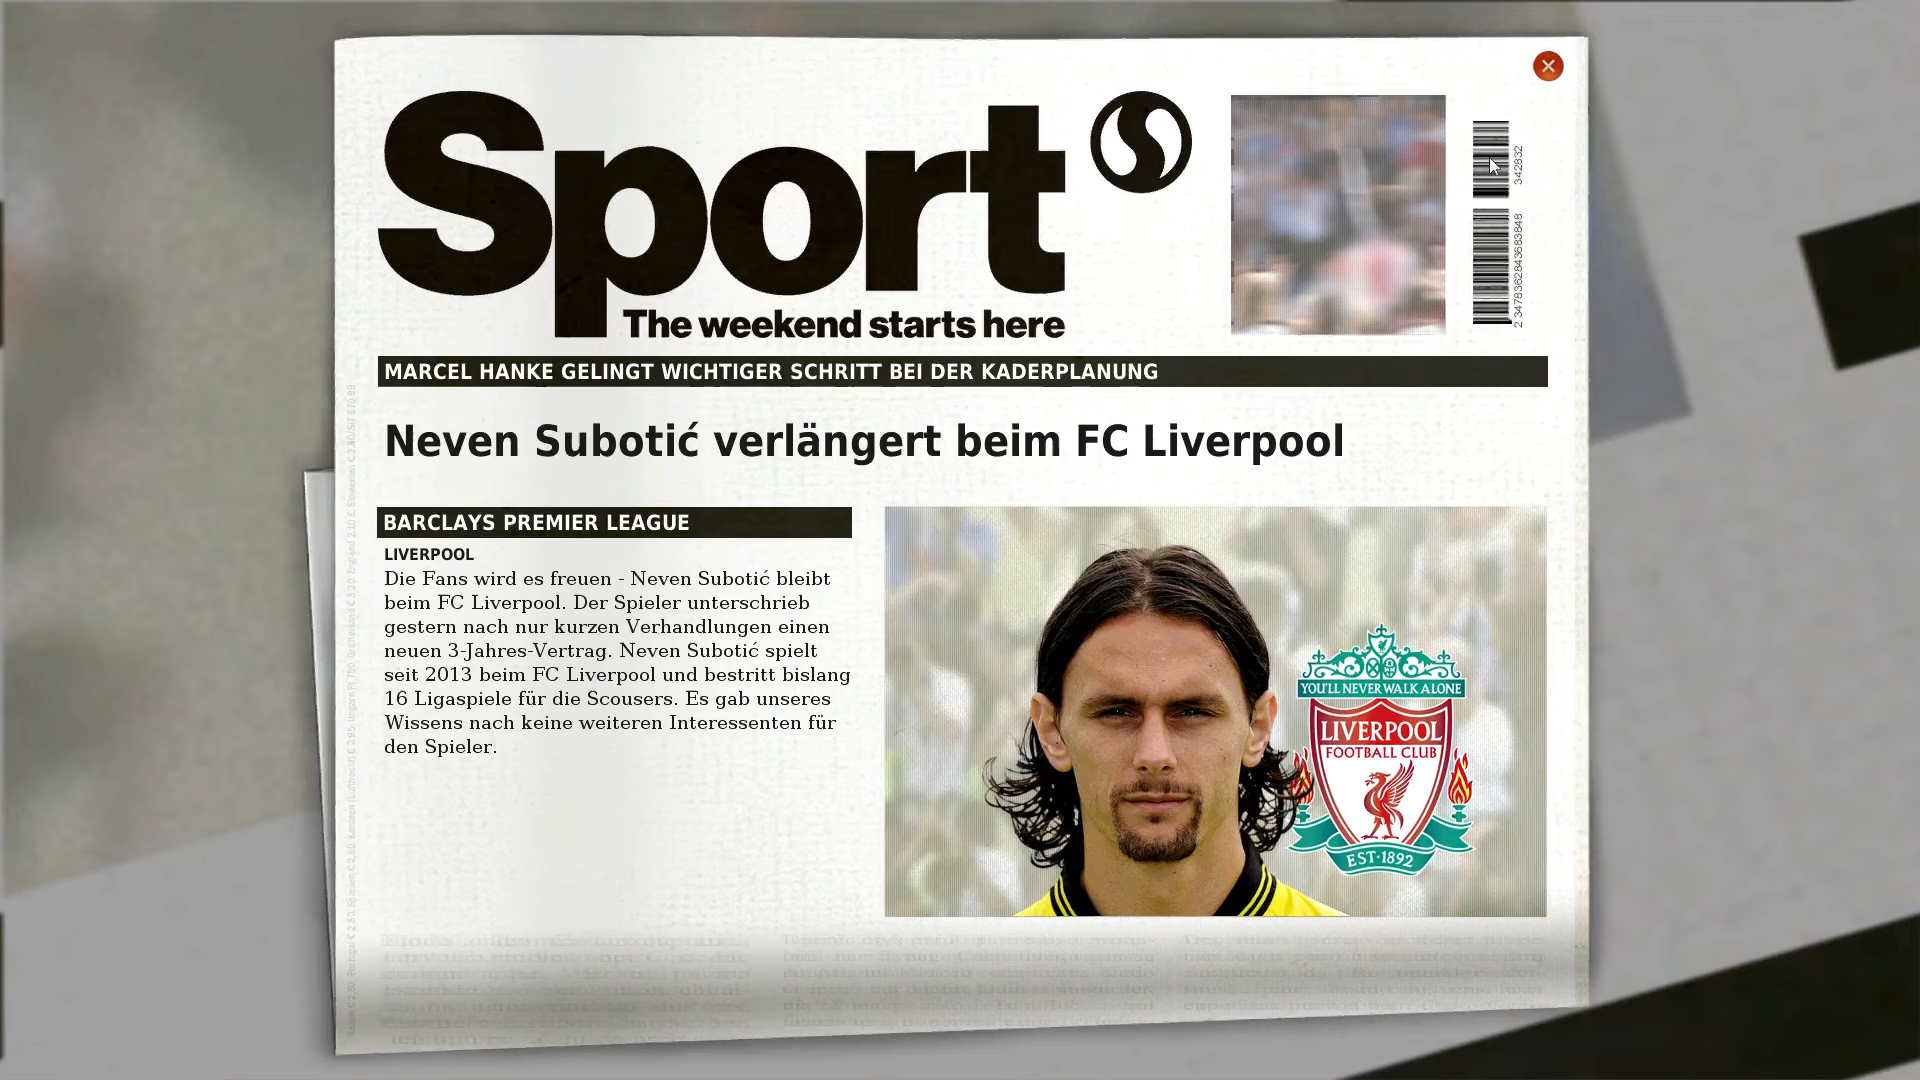 Sport
The weekend starts here
342832
2 3478362843683848
MARCEL HANKE GELINGT WICHTIGER SCHRITT BEI DER KADERPLANUNG
Neven Subotić verlängert beim FC Liverpool
BARCLAYS PREMIER LEAGUE
LIVERPOOL
Die Fans wird es freuen - Neven Subotić bleibt
beim FC Liverpool. Der Spieler unterschrieb
gestern nach nur kurzen Verhandlungen einen
neuen 3-Jahres-Vertrag. Neven Subotić spielt
seit 2013 beim FC Liverpool und bestritt bislang
16 Ligaspiele für die Scousers. Es gab unseres
Wissens nach keine weiteren Interessenten für
den Spieler.
YOU'LL NEVER WALK ALONE
LIVERPOOL
FOOTBALL CLUB
EST·1892